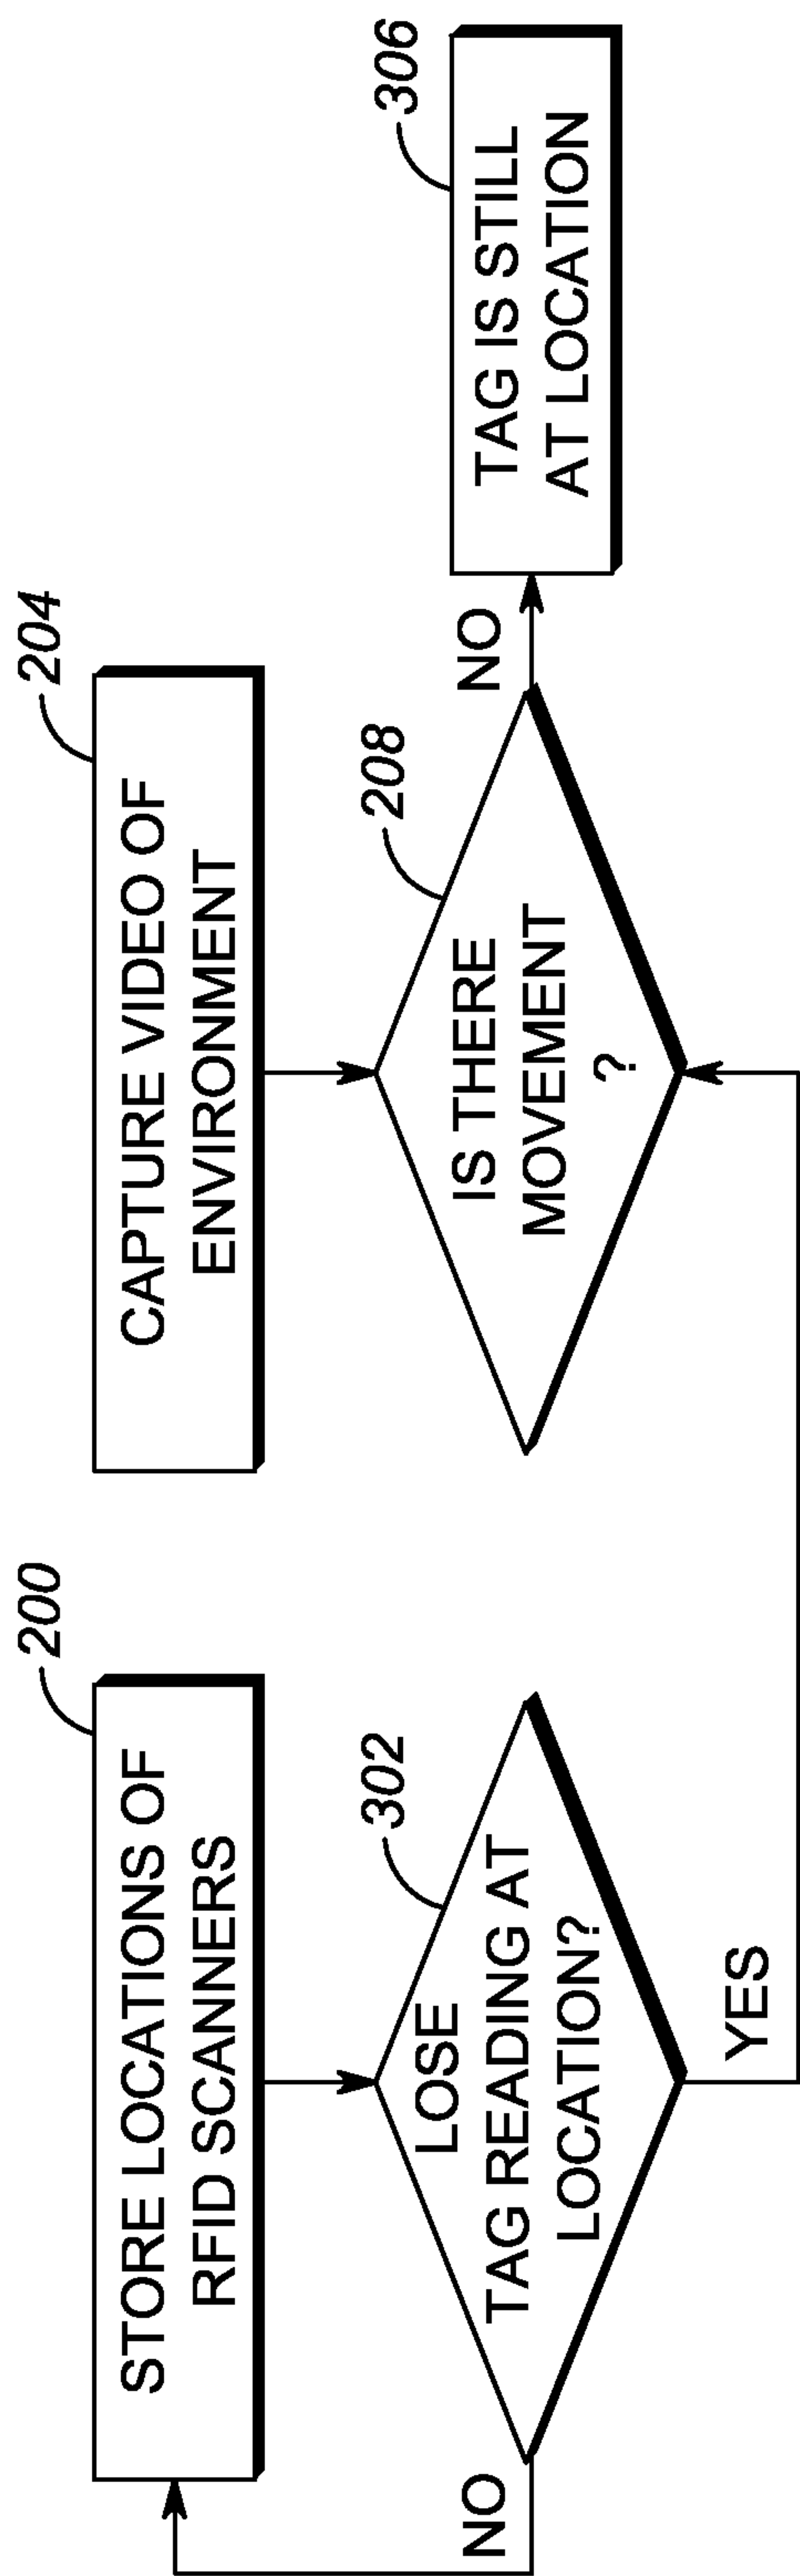 200
STORE LOCATIONS OF
RFID SCANNERS
204
CAPTURE VIDEO OF
ENVIRONMENT
302
LOSE
TAG READING AT
LOCATION?
NO
YES
208
IS THERE
MOVEMENT
?
NO
306
TAG IS STILL
AT LOCATION